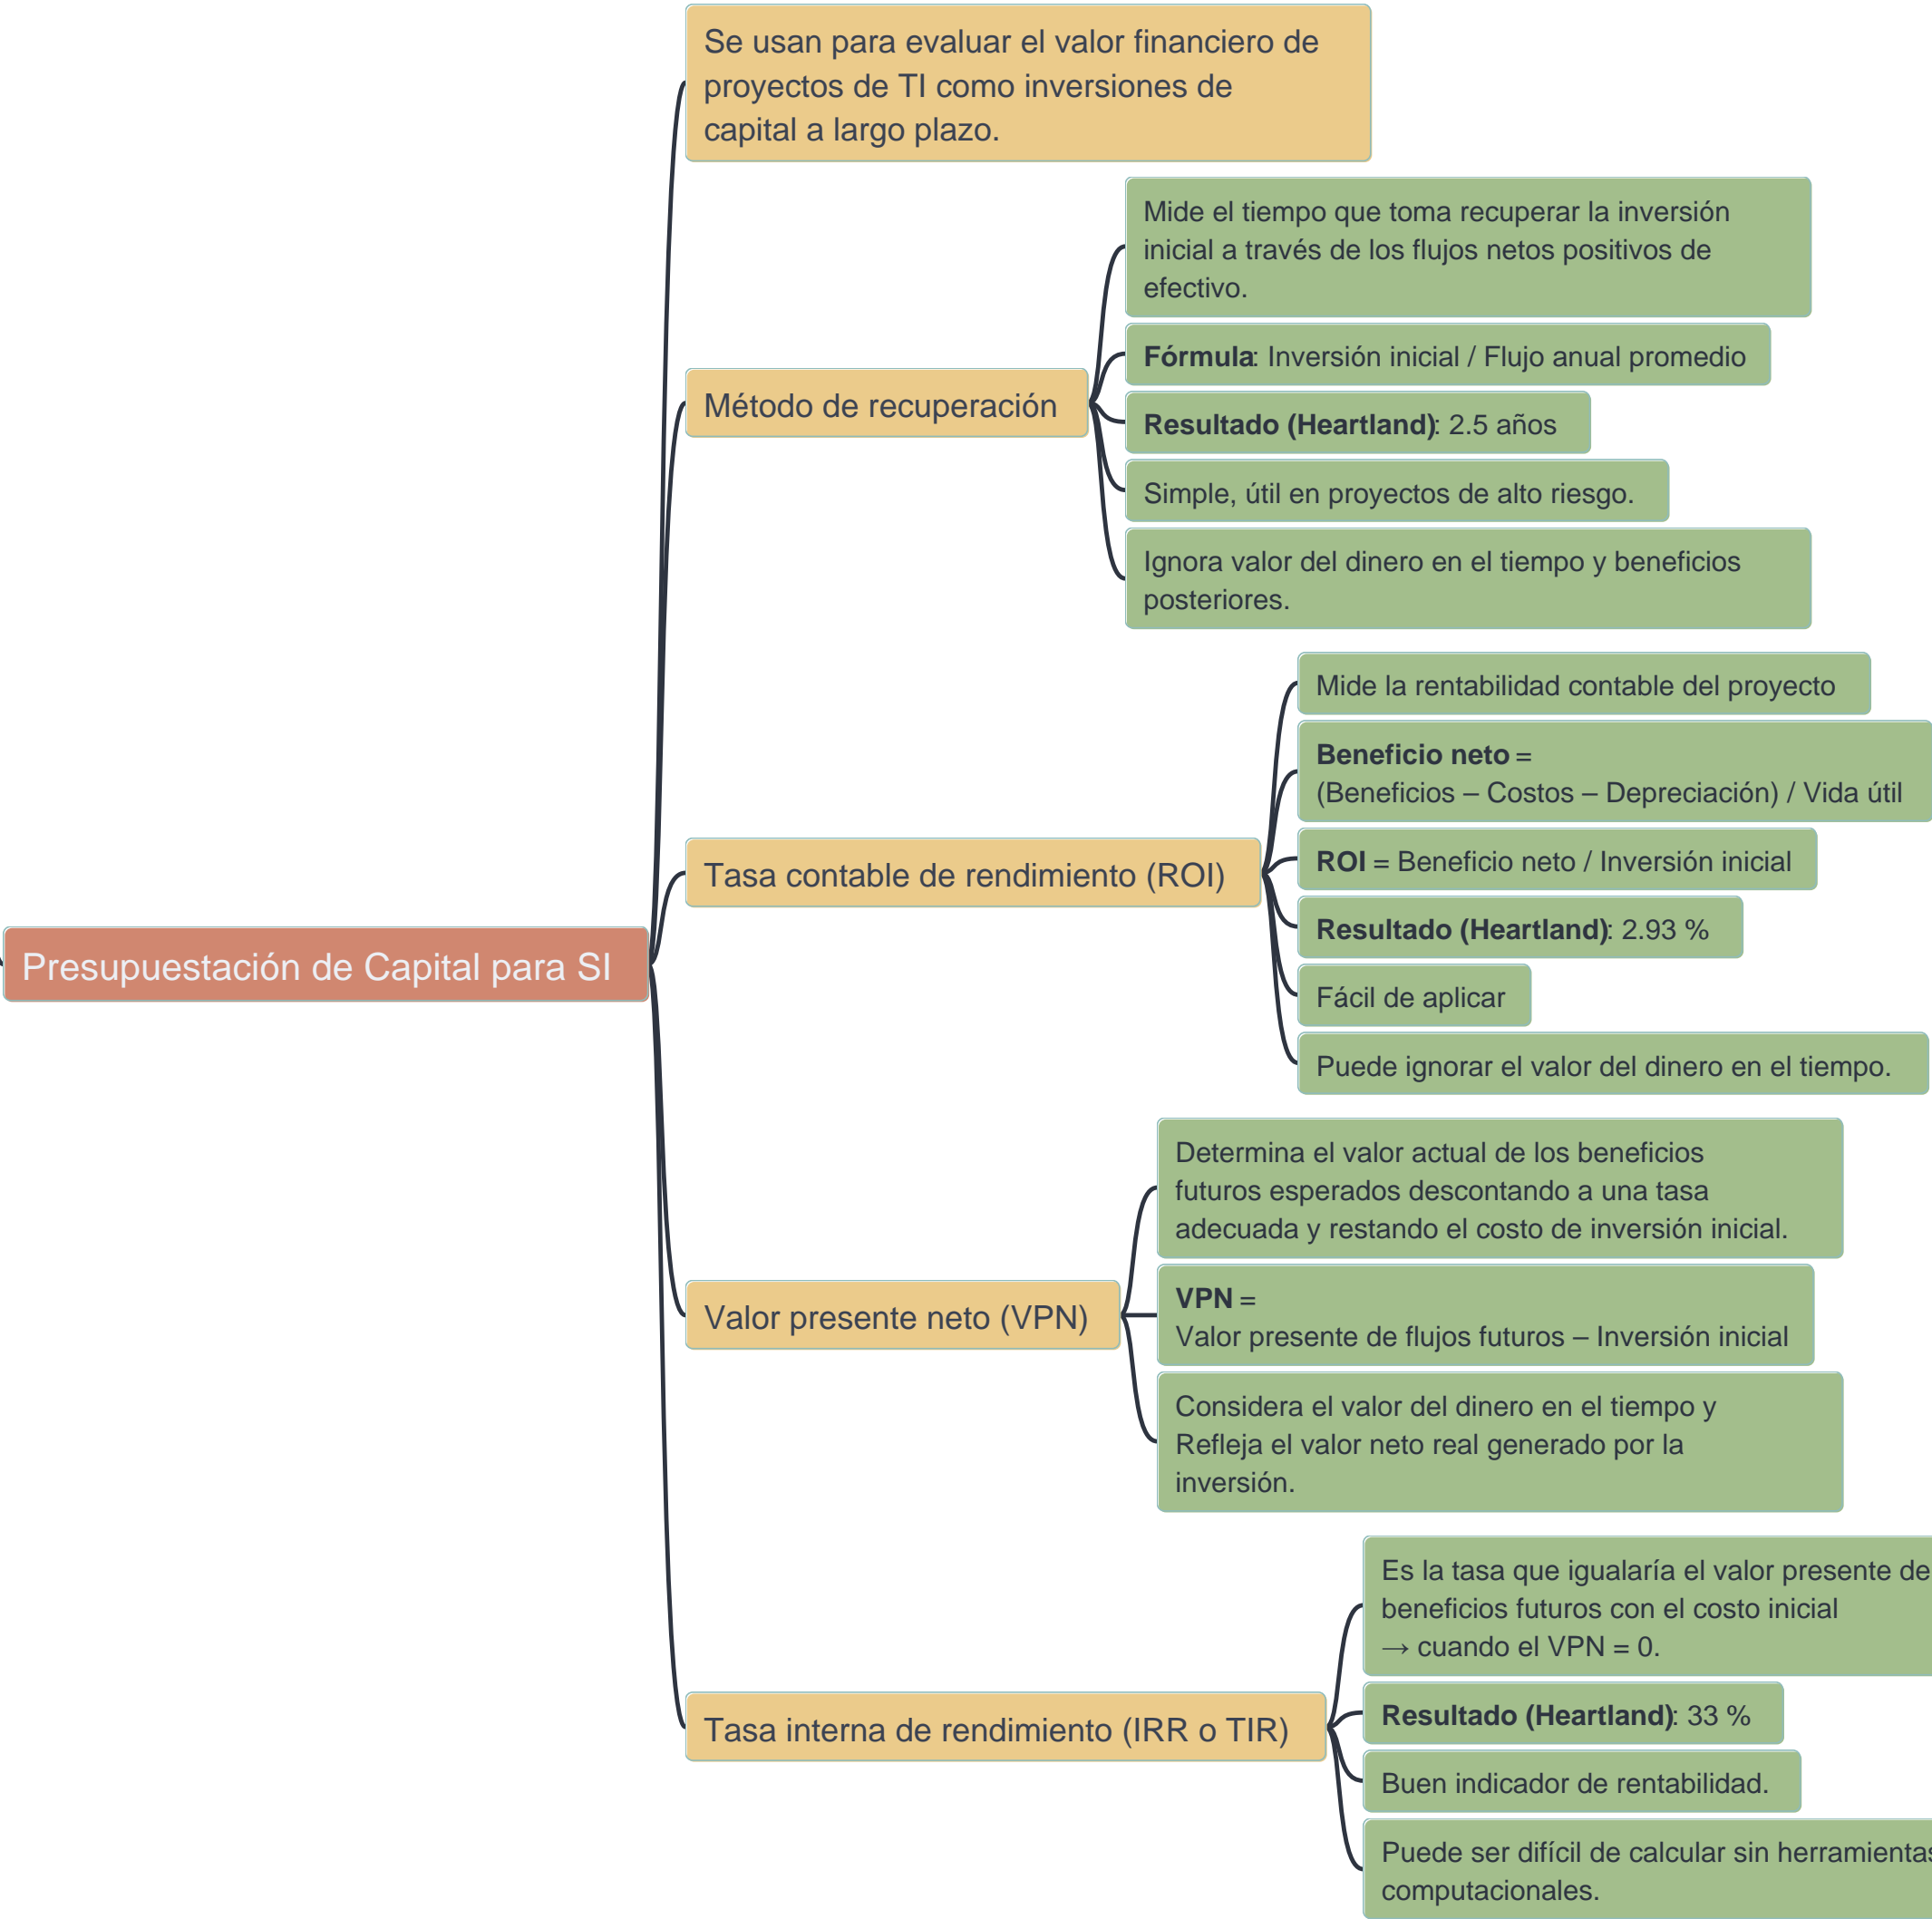 Se usan para evaluar el valor financiero de
proyectos de TI como inversiones de
capital a largo plazo.
Mide el tiempo que toma recuperar la inversión
inicial a través de los flujos netos positivos de
efectivo.
Fórmula: Inversión inicial / Flujo anual promedio
Método de recuperación
Resultado (Heartland): 2.5 años
Simple, útil en proyectos de alto riesgo.
Ignora valor del dinero en el tiempo y beneficios
posteriores.
Mide la rentabilidad contable del proyecto
Beneficio neto =
(Beneficios – Costos – Depreciación) / Vida útil
Tasa contable de rendimiento (ROI)
ROI = Beneficio neto / Inversión inicial
Resultado (Heartland): 2.93 %
Presupuestación de Capital para SI
Fácil de aplicar
Puede ignorar el valor del dinero en el tiempo.
Determina el valor actual de los beneficios
futuros esperados descontando a una tasa
adecuada y restando el costo de inversión inicial.
Valor presente neto (VPN)
VPN =
Valor presente de flujos futuros – Inversión inicial
Considera el valor del dinero en el tiempo y
Refleja el valor neto real generado por la
inversión.
Es la tasa que igualaría el valor presente de
beneficios futuros con el costo inicial
→ cuando el VPN = 0.
Tasa interna de rendimiento (IRR o TIR)
Resultado (Heartland): 33 %
Buen indicador de rentabilidad.
Puede ser difícil de calcular sin herramientas
computacionales.